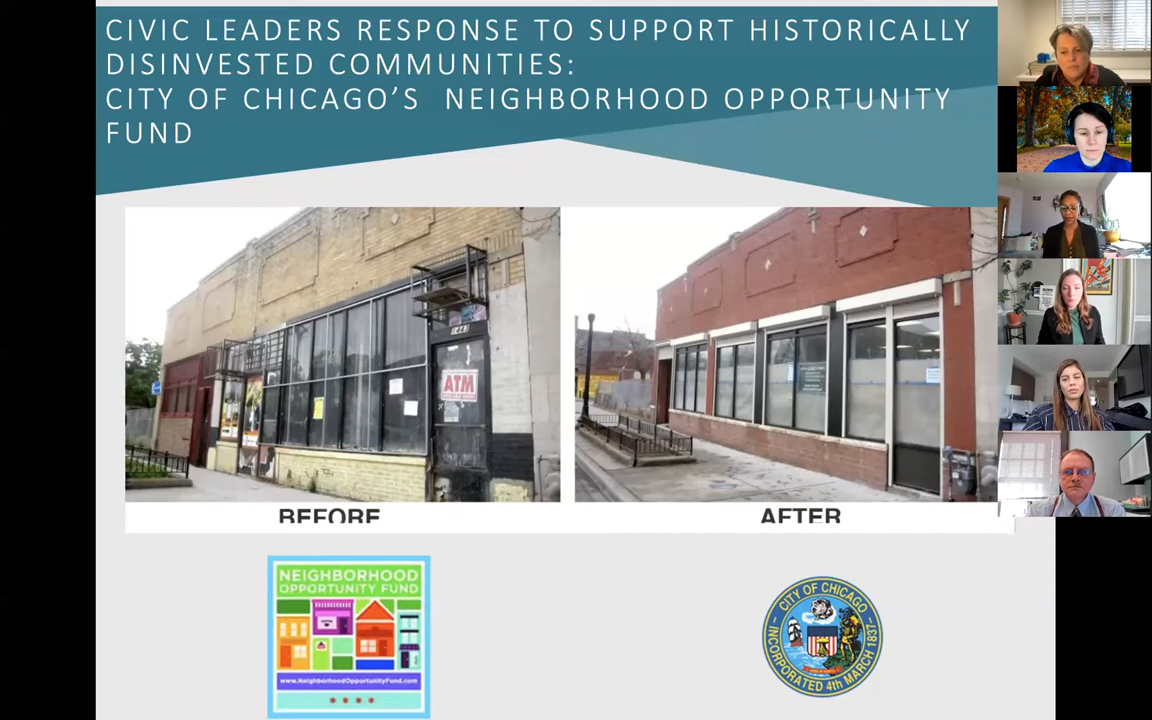 CIVIC LEADERS RESPONSE TO SUPPORT HISTORICALLY
DISINVESTED COMMUNITIES:
CITY OF CHICAGO’S NEIGHBORHOOD OPPORTUNITY
FUND
1443
ATM
BEFORE
AFTER
NEIGHBORHOOD
OPPORTUNITY FUND
www.NeighborhoodOpportunityFund.com
CITY OF CHICAGO
INCORPORATED 4th MARCH 1837